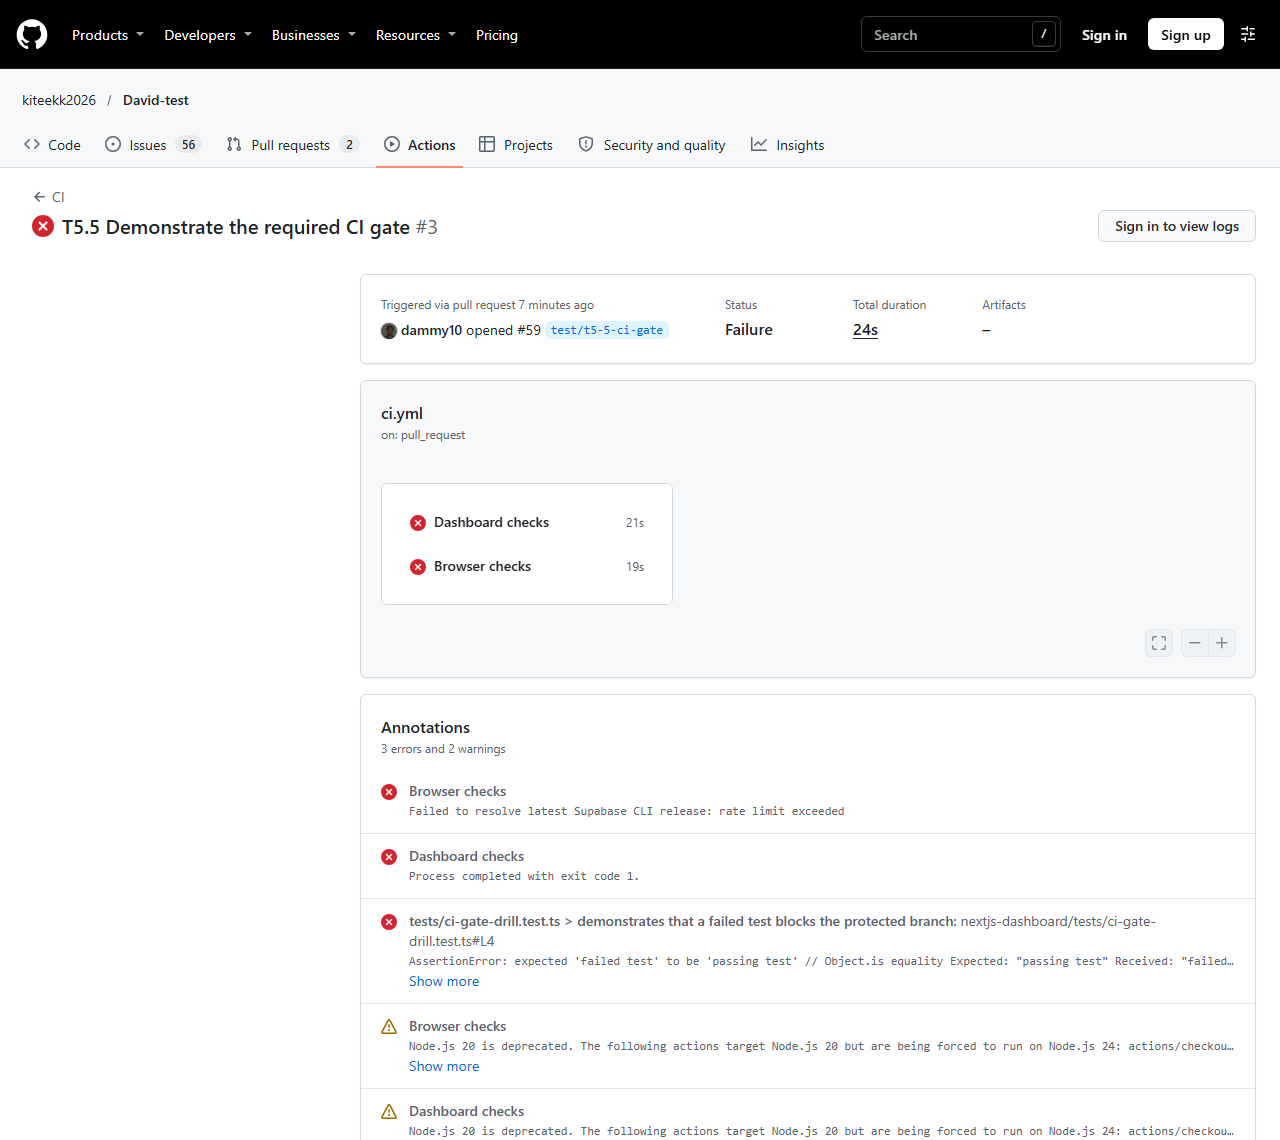 Products Developers Businesses Resources Pricing Search / Sign in Sign up
kiteekk2026 / David-test
Code Issues 56 Pull requests 2 Actions Projects Security and quality Insights
CI
T5.5 Demonstrate the required CI gate #3
Sign in to view logs
Triggered via pull request 7 minutes ago Status Total duration Artifacts
dammy10 opened #59 test/t5-5-ci-gate Failure 24s –
ci.yml
on: pull_request
Dashboard checks 21s
Browser checks 19s
Annotations
3 errors and 2 warnings
Browser checks
Failed to resolve latest Supabase CLI release: rate limit exceeded
Dashboard checks
Process completed with exit code 1.
tests/ci-gate-drill.test.ts > demonstrates that a failed test blocks the protected branch: nextjs-dashboard/tests/ci-gate-
drill.test.ts#L4
AssertionError: expected 'failed test' to be 'passing test' // Object.is equality Expected: "passing test" Received: "failed…
Show more
Browser checks
Node.js 20 is deprecated. The following actions target Node.js 20 but are being forced to run on Node.js 24: actions/checkou…
Show more
Dashboard checks
Node.js 20 is deprecated. The following actions target Node.js 20 but are being forced to run on Node.js 24: actions/checkou…